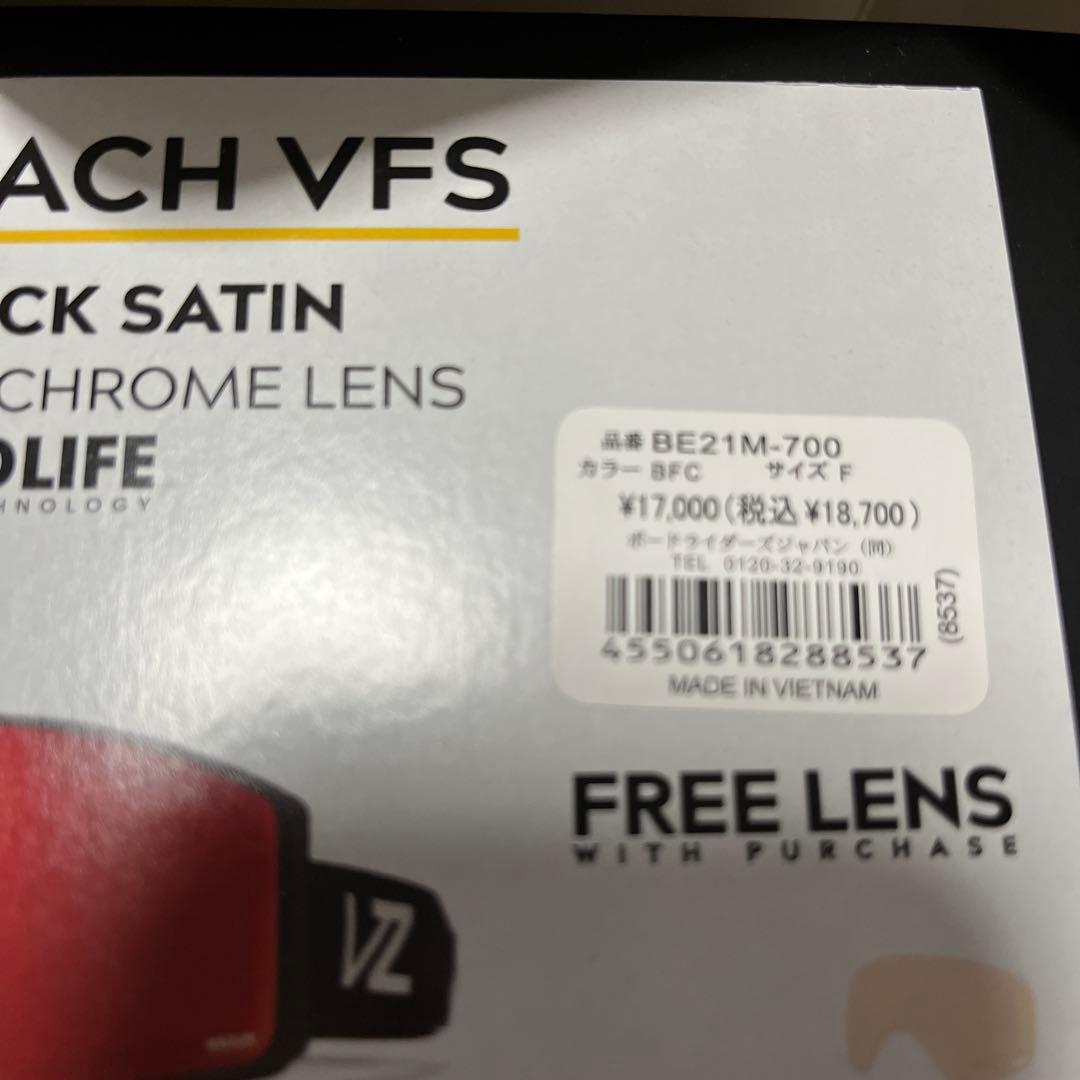 ACH VFS
CK SATIN
CHROME LENS
DLIFE
HNOLOGY
品番 BE21M-700
カラー BFC サイズ F
¥17,000(税込 ¥18,700)
ボードライダーズジャパン (同)
TEL 0120-32-9190
(8537)
4550618288537
MADE IN VIETNAM
FREE LENS
WITH PURCHASE
VZ